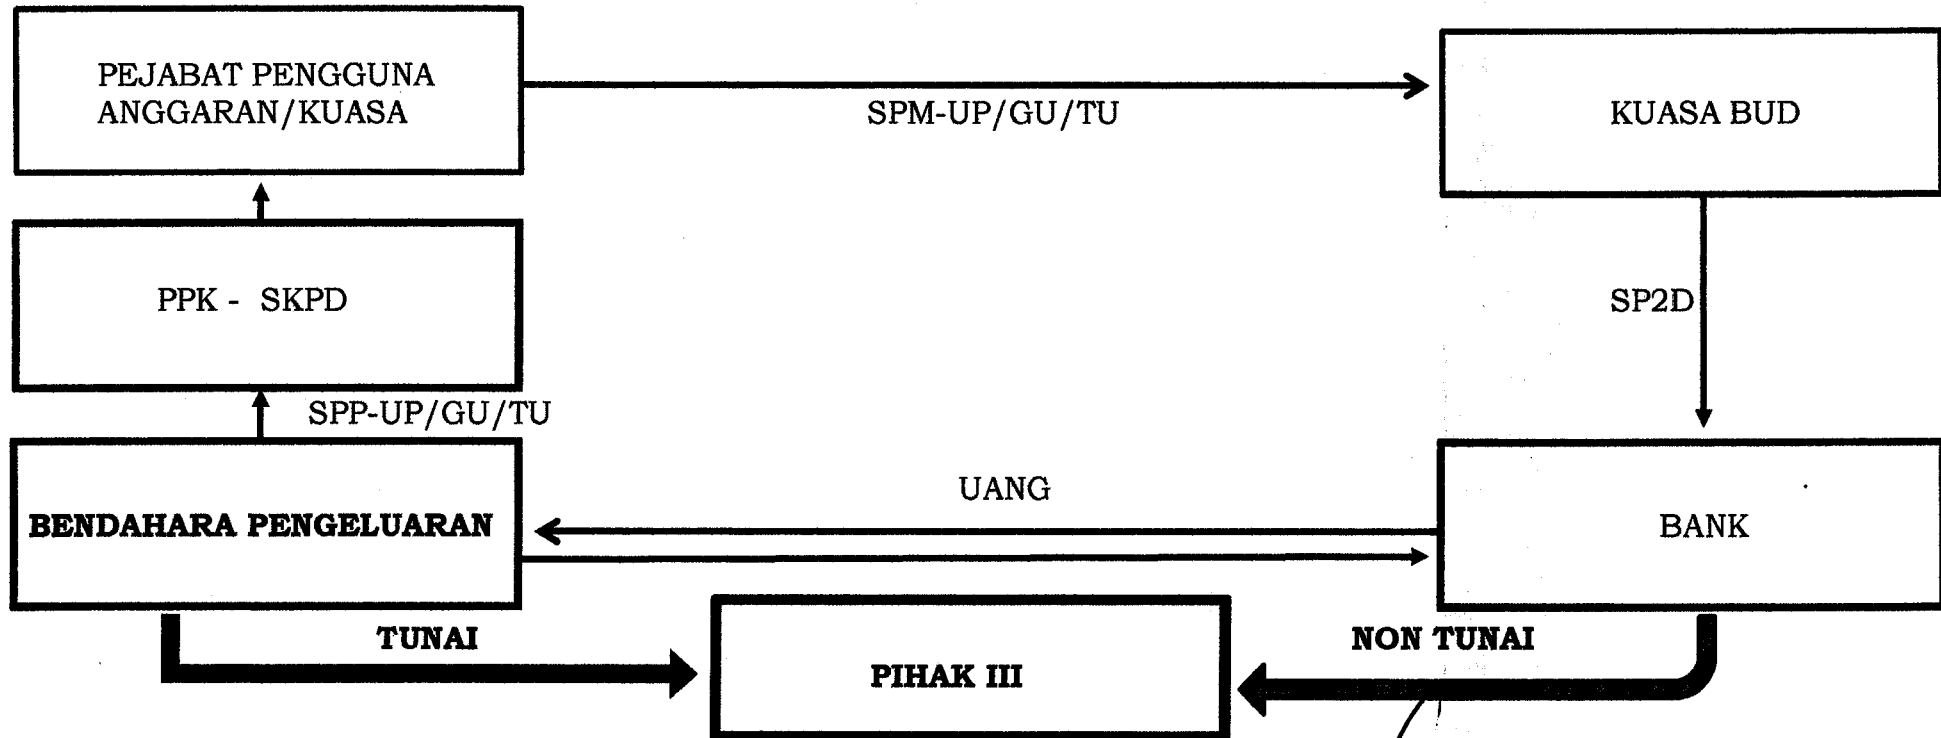 PEJABAT PENGGUNA
ANGGARAN/KUASA
SPM-UP/GU/TU
KUASA BUD
PPK - SKPD
SP2D
SPP-UP/GU/TU
UANG
BENDAHARA PENGELUARAN
BANK
TUNAI
NON TUNAI
PIHAK III